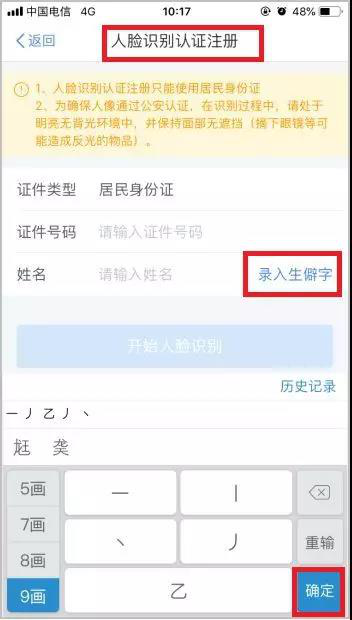 中国电信 4G 10:17 48%
返回 人脸识别认证注册
1、人脸识别认证注册只能使用居民身份证
2、为确保人像通过公安认证，在识别过程中，请处于
明亮无背光环境中，并保持面部无遮挡（摘下眼镜等可
能造成反光的物品）。
证件类型 居民身份证
证件号码 请输入证件号码
姓名 请输入姓名 录入生僻字
开始人脸识别
历史记录
一丿乙丿丶
尪 龚
5画 一 丨
7画 丶 丿 重输
8画
9画 乙 确定